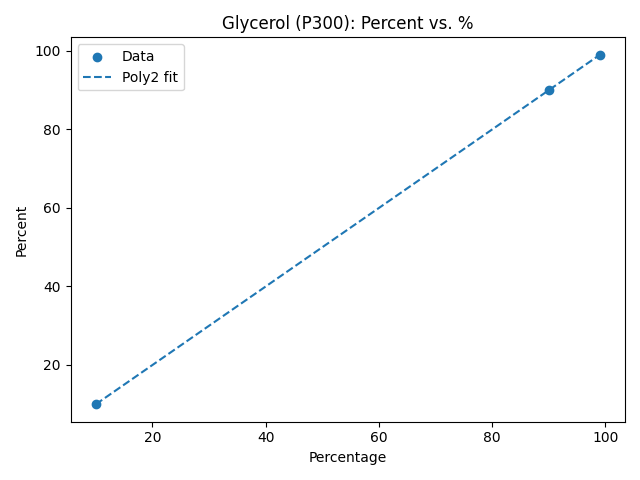 Glycerol (P300): Percent vs. %
Data
Poly2 fit
Percent
100
80
60
40
20
20 40 60 80 100
Percentage